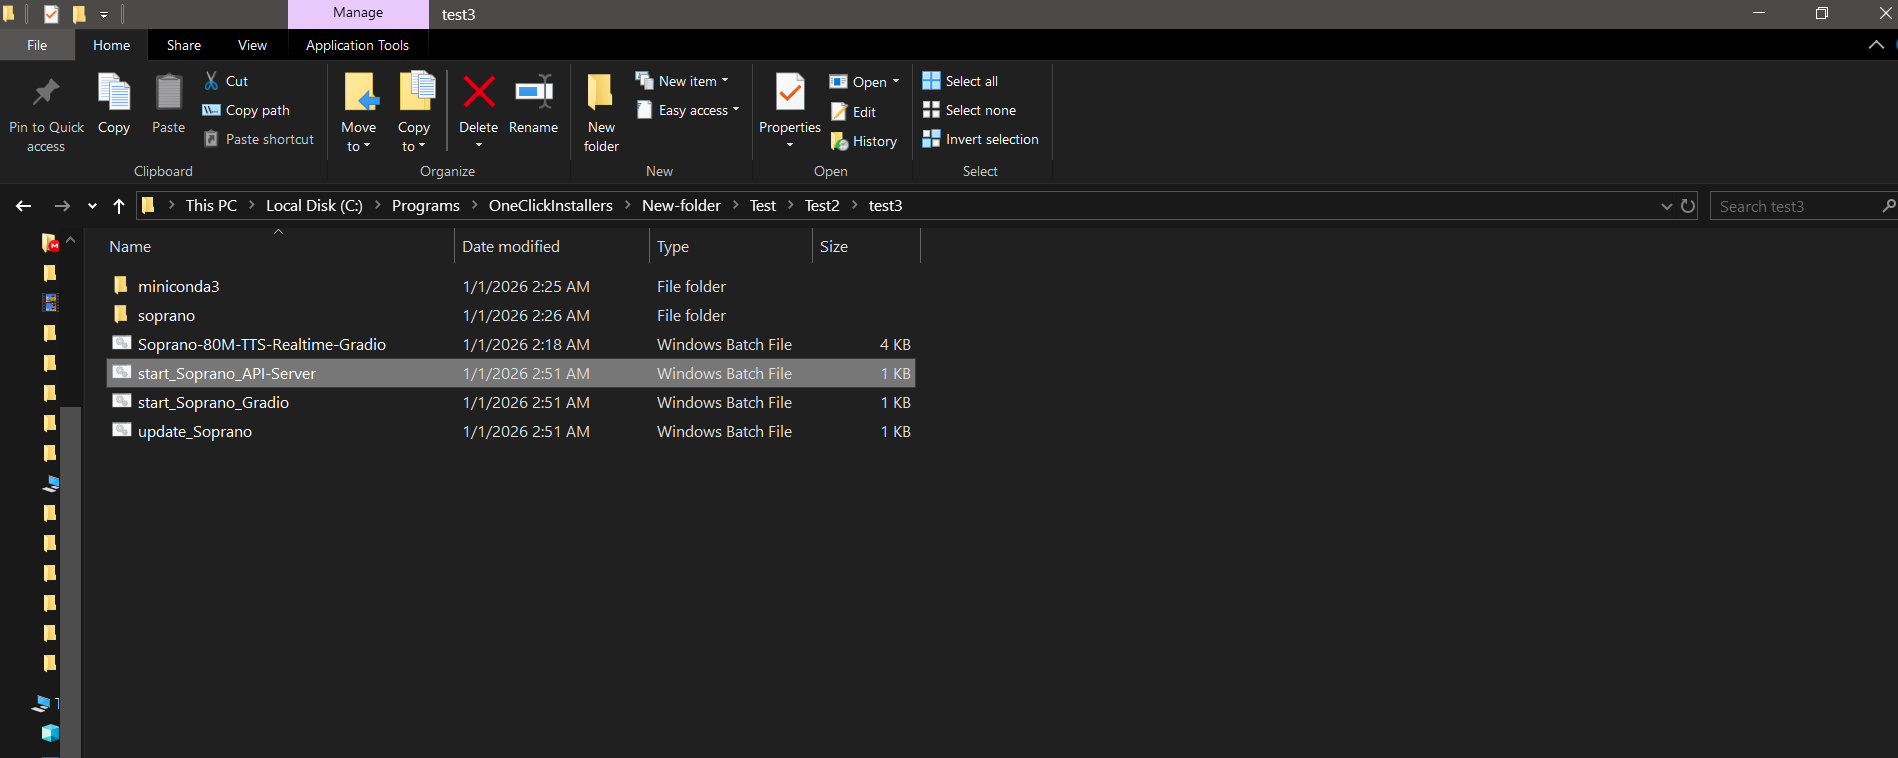 Manage
test3
File
Home
Share
View
Application Tools
Pin to Quick
access
Copy
Paste
Cut
Copy path
Paste shortcut
Clipboard
Move
to
Copy
to
Delete
Rename
Organize
New
folder
New item
Easy access
New
Properties
Open
Edit
History
Open
Select all
Select none
Invert selection
Select
This PC > Local Disk (C:) > Programs > OneClickInstallers > New-folder > Test > Test2 > test3
Search test3
Name Date modified Type Size
miniconda3 1/1/2026 2:25 AM File folder
soprano 1/1/2026 2:26 AM File folder
Soprano-80M-TTS-Realtime-Gradio 1/1/2026 2:18 AM Windows Batch File 4 KB
start_Soprano_API-Server 1/1/2026 2:51 AM Windows Batch File 1 KB
start_Soprano_Gradio 1/1/2026 2:51 AM Windows Batch File 1 KB
update_Soprano 1/1/2026 2:51 AM Windows Batch File 1 KB